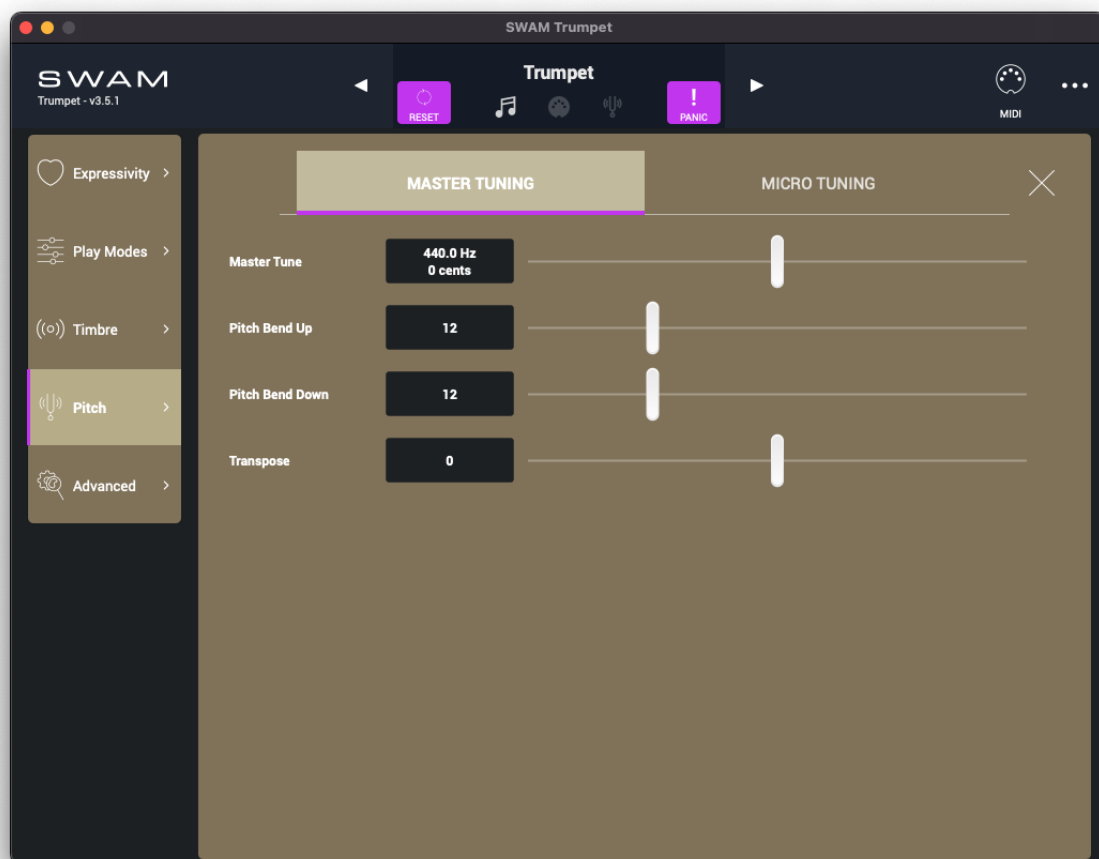 SWAM Trumpet
SWAM
Trumpet - v3.5.1
Trumpet
RESET
!
PANIC
MIDI
Expressivity
Play Modes
Timbre
Pitch
Advanced
MASTER TUNING
MICRO TUNING
Master Tune
440.0 Hz
0 cents
Pitch Bend Up
12
Pitch Bend Down
12
Transpose
0